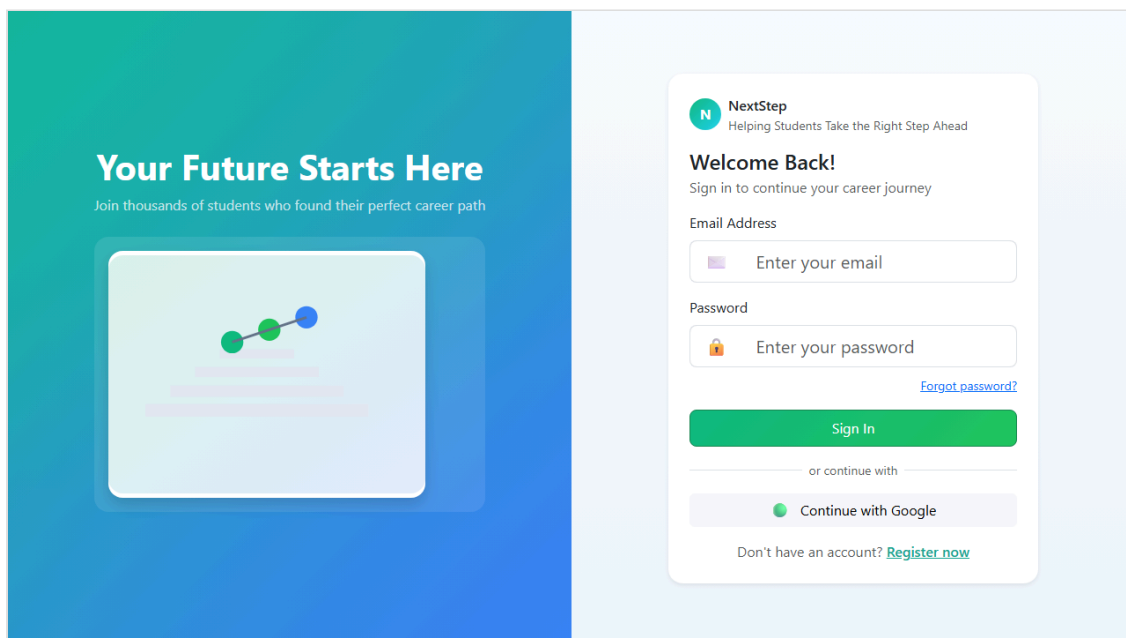 Your Future Starts Here
Join thousands of students who found their perfect career path
N
NextStep
Helping Students Take the Right Step Ahead
Welcome Back!
Sign in to continue your career journey
Email Address
Enter your email
Password
Enter your password
Forgot password?
Sign In
or continue with
Continue with Google
Don't have an account? Register now